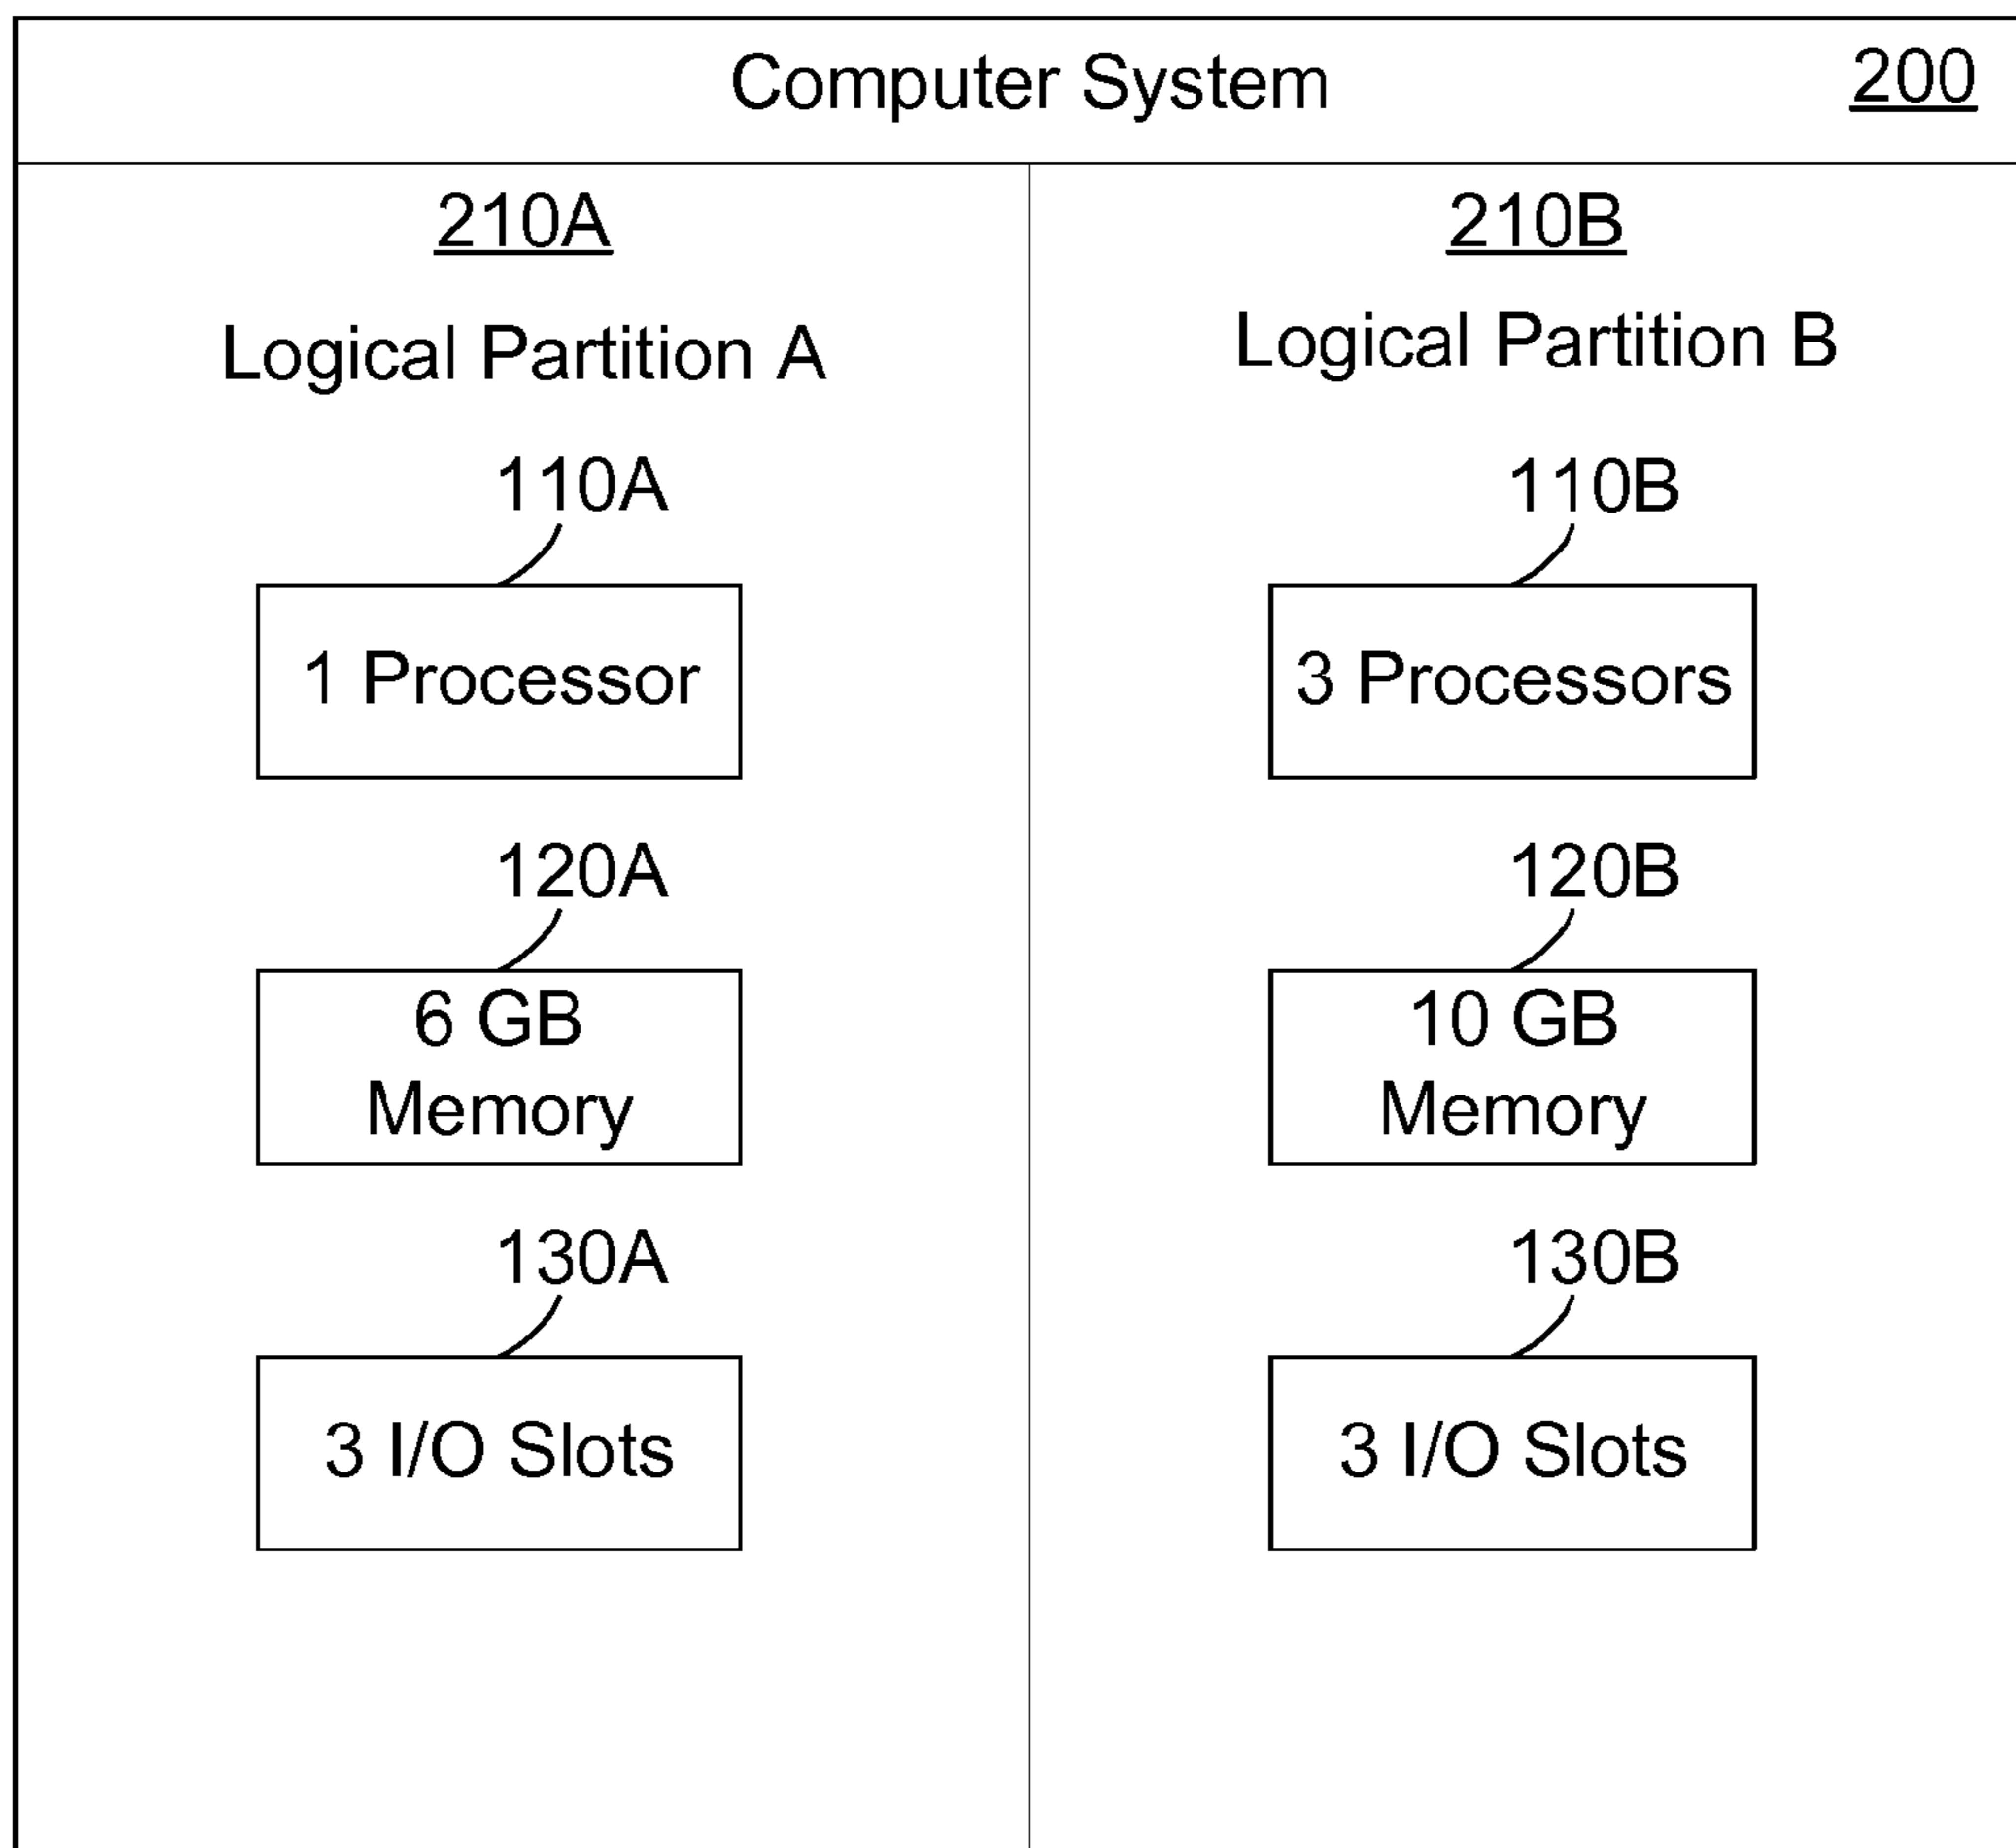 Computer System
200
210A
Logical Partition A
110A
1 Processor
120A
6 GB
Memory
130A
3 I/O Slots
210B
Logical Partition B
110B
3 Processors
120B
10 GB
Memory
130B
3 I/O Slots